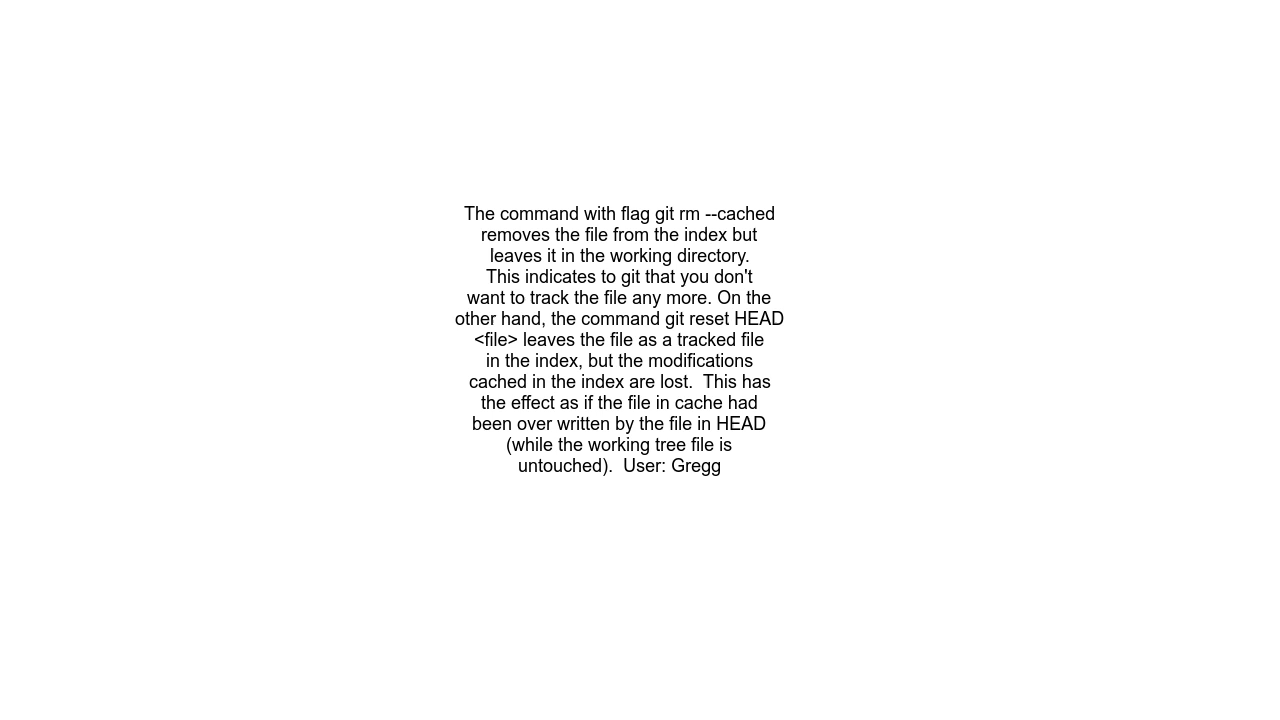 The command with flag git rm --cached
removes the file from the index but
leaves it in the working directory.
This indicates to git that you don't
want to track the file any more. On the
other hand, the command git reset HEAD
<file> leaves the file as a tracked file
in the index, but the modifications
cached in the index are lost.  This has
the effect as if the file in cache had
been over written by the file in HEAD
(while the working tree file is
untouched).  User: Gregg